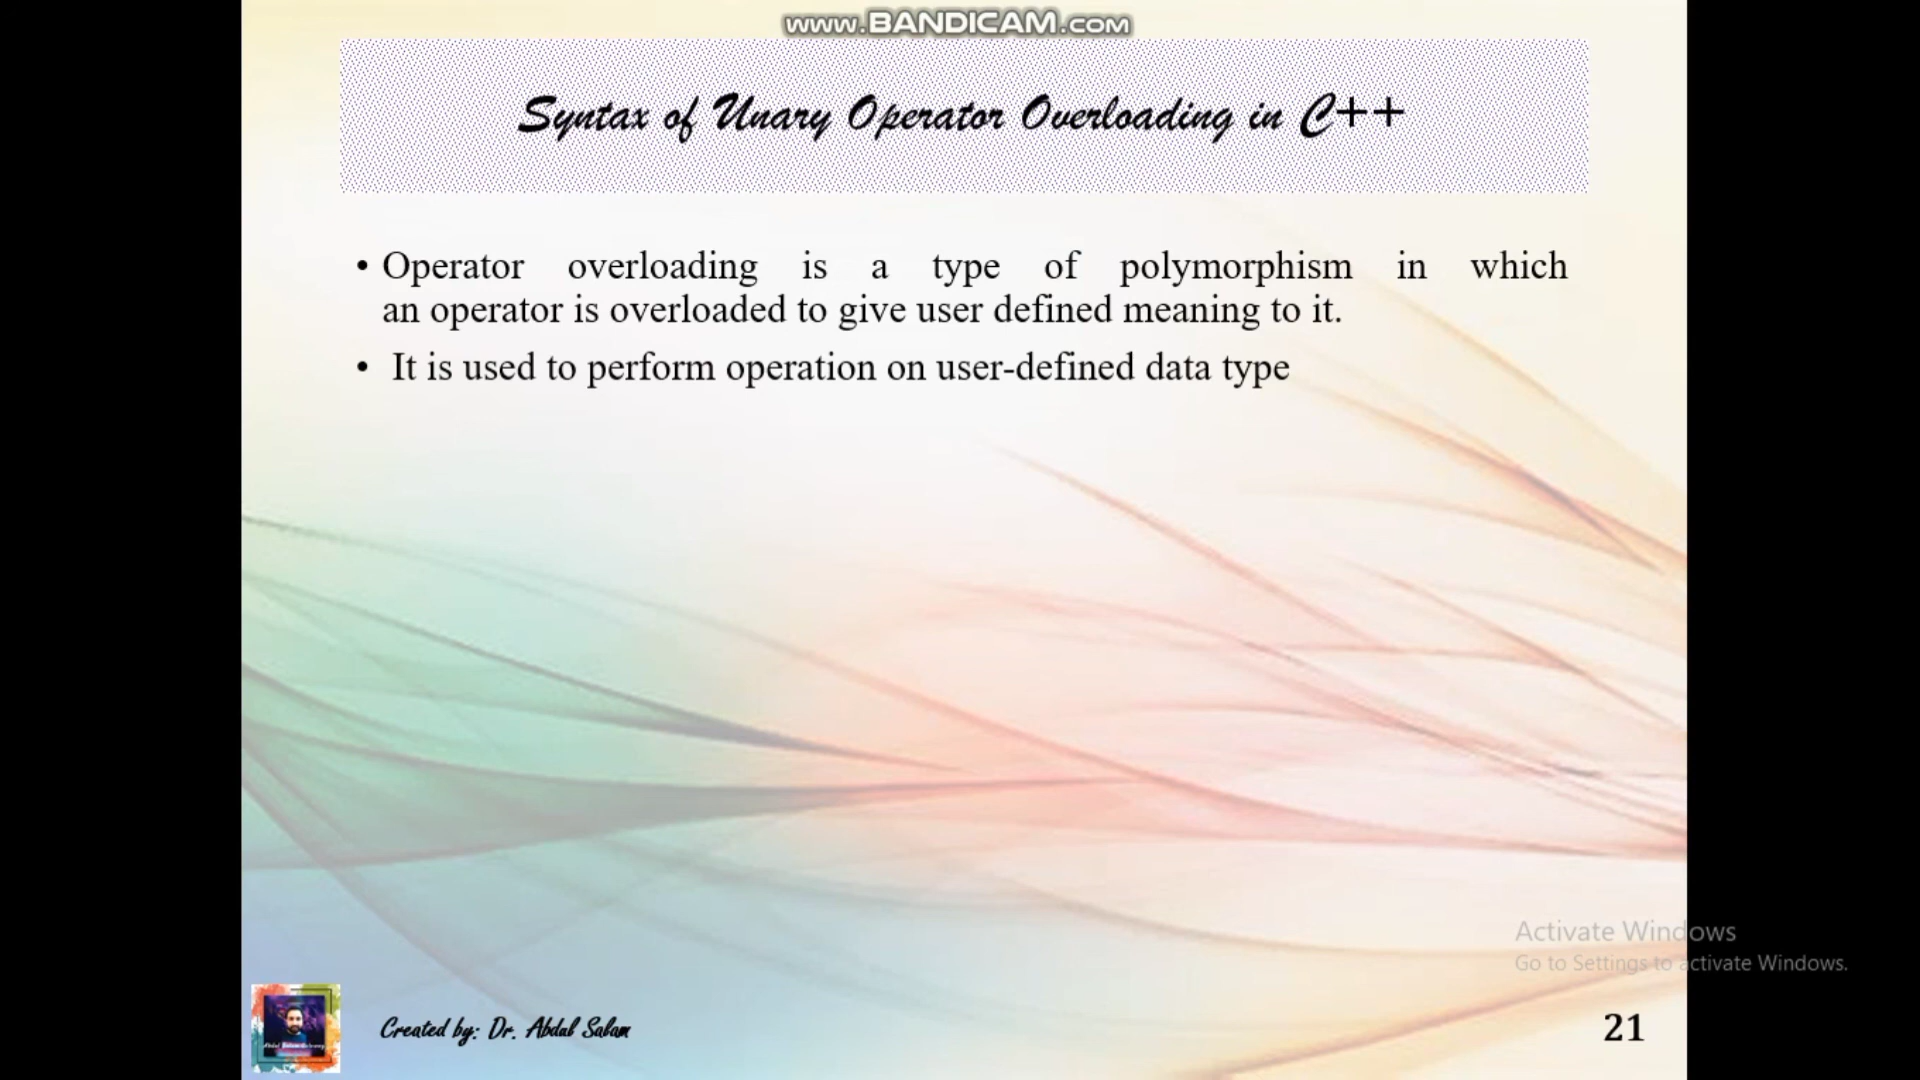 www.BANDICAM.com
Syntax of Unary Operator Overloading in C++
• Operator overloading is a type of polymorphism in which
an operator is overloaded to give user defined meaning to it.
• It is used to perform operation on user-defined data type
Activate Windows
Go to Settings to activate Windows.
Created by: Dr. Abdul Salam
21